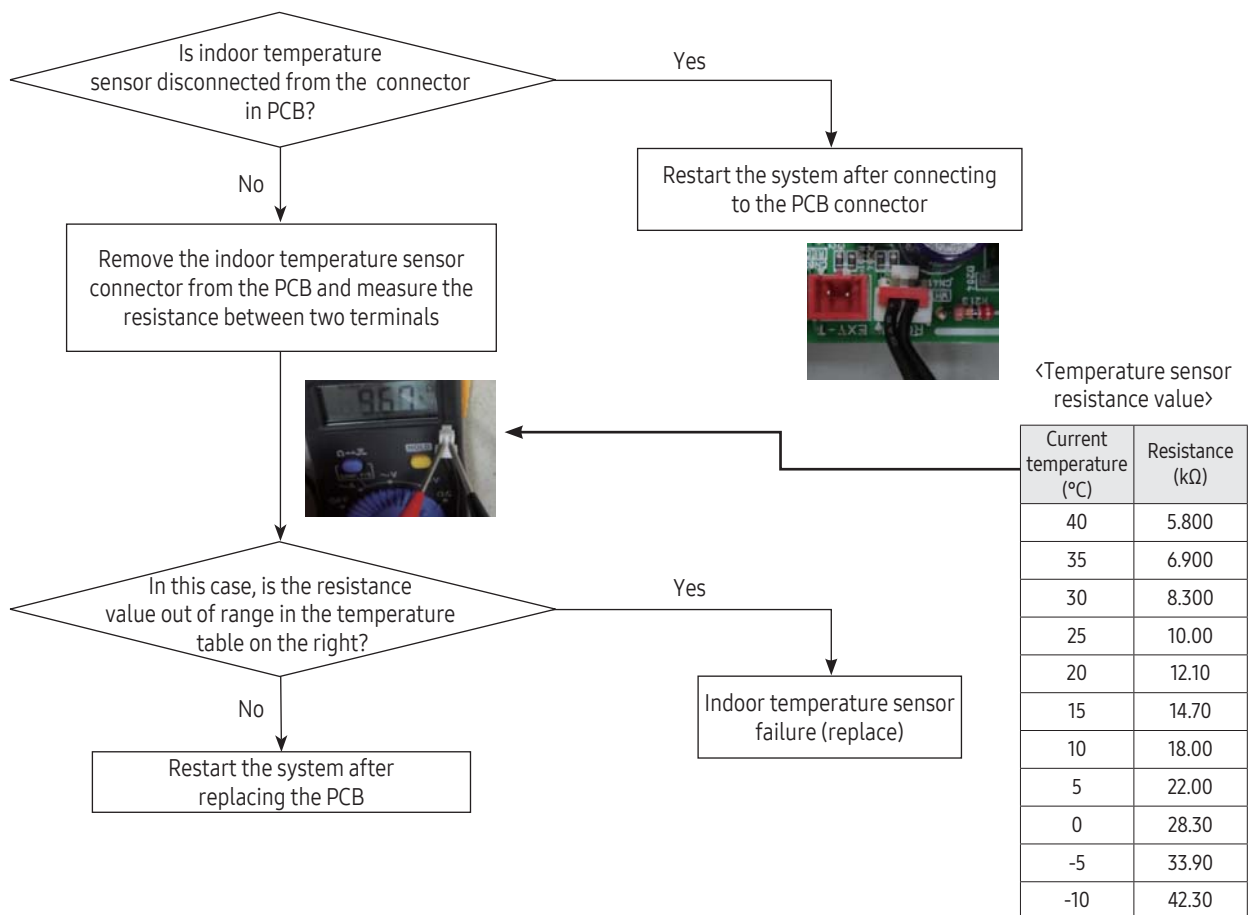 Is indoor temperature
sensor disconnected from the connector
in PCB?
Yes
Restart the system after connecting
to the PCB connector
No
Remove the indoor temperature sensor
connector from the PCB and measure the
resistance between two terminals
EXT-T
9.67
HOLD
<Temperature sensor
resistance value>
Current
temperature
(°C)
Resistance
(kΩ)
40 5.800
35 6.900
30 8.300
25 10.00
20 12.10
15 14.70
10 18.00
5 22.00
0 28.30
-5 33.90
-10 42.30
In this case, is the resistance
value out of range in the temperature
table on the right?
Yes
Indoor temperature sensor
failure (replace)
No
Restart the system after
replacing the PCB